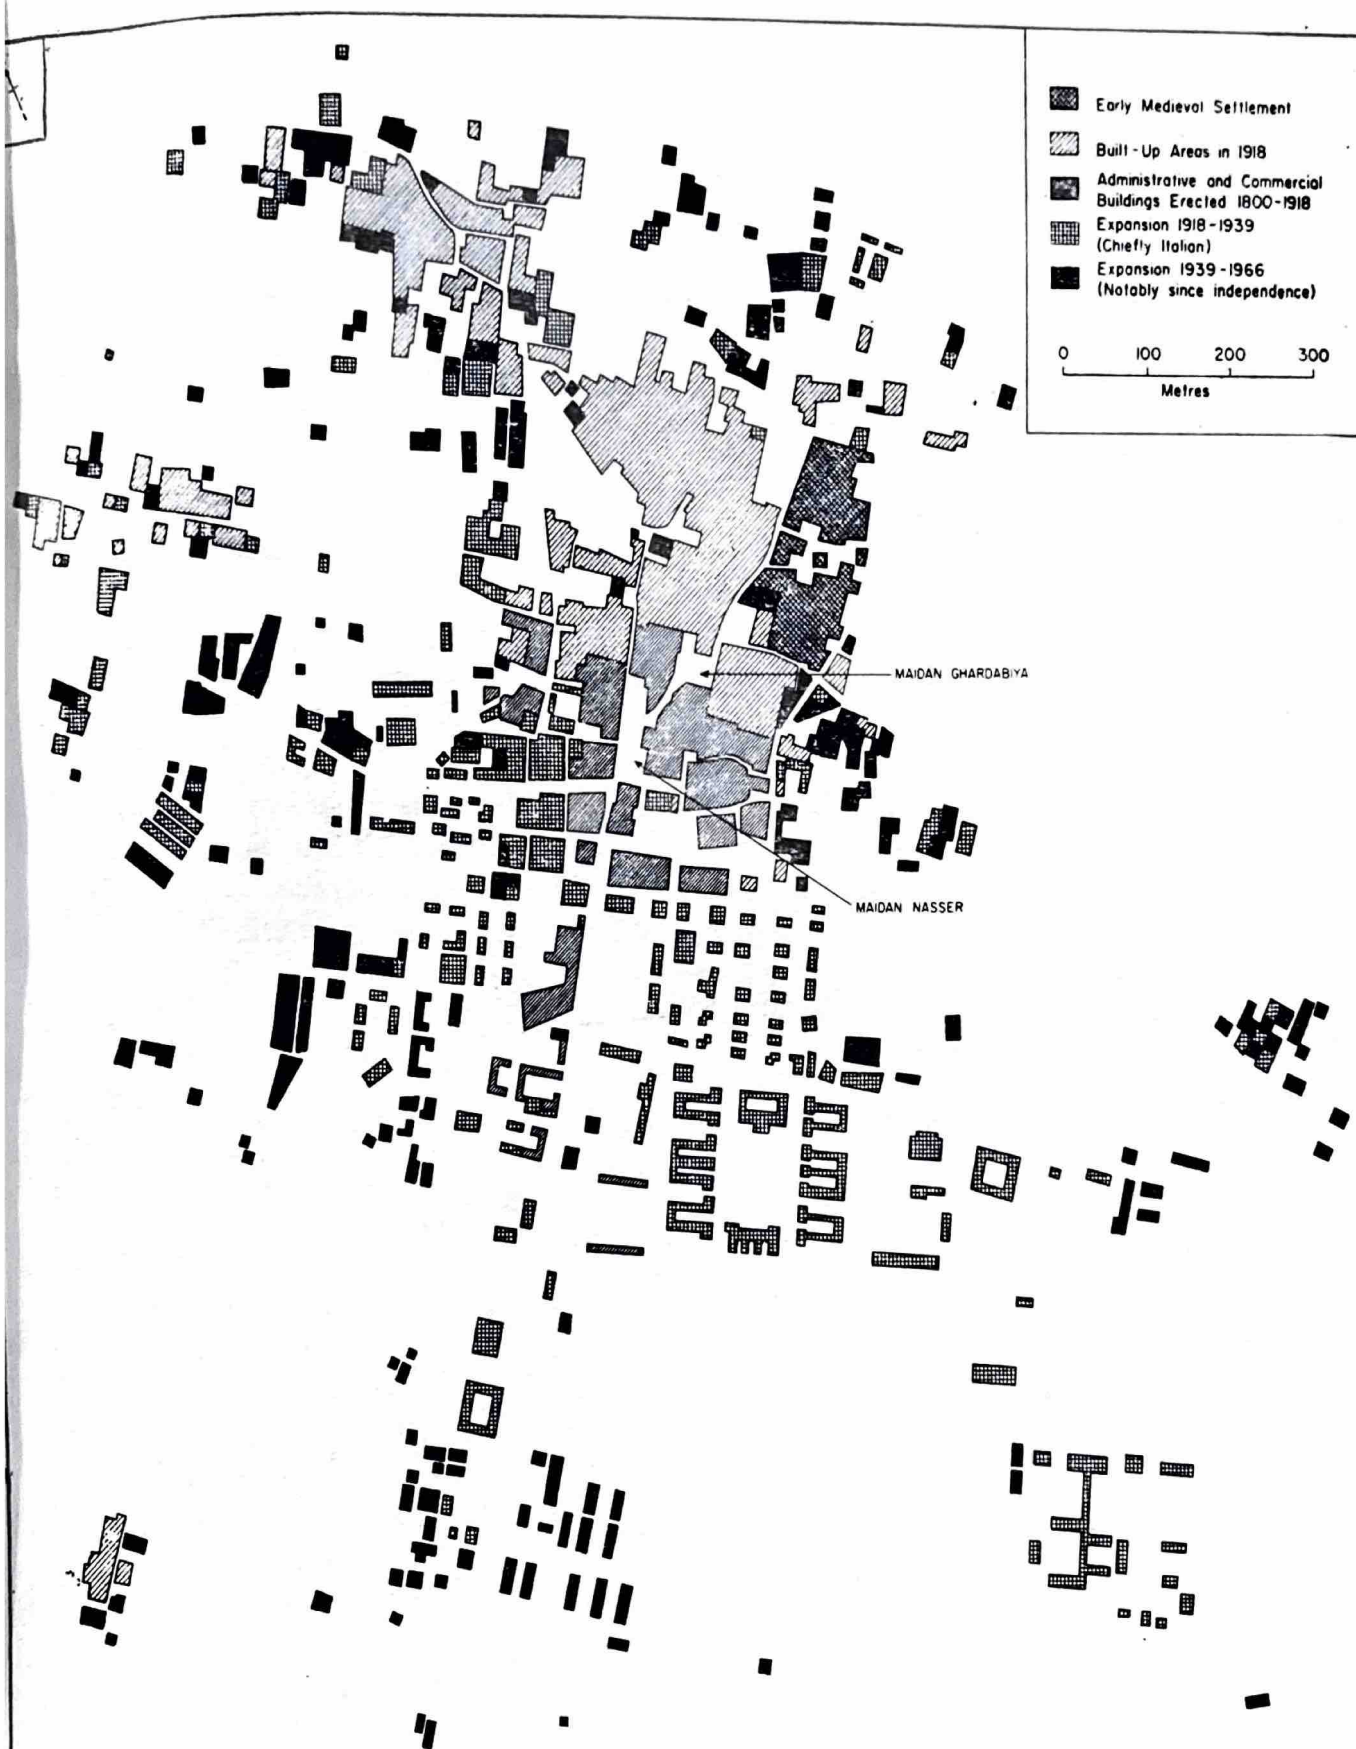 Early Medieval Settlement
Built-Up Areas in 1918
Administrative and Commercial
Buildings Erected 1800-1918
Expansion 1918-1939
(Chiefly Italian)
Expansion 1939-1966
(Notably since independence)
0 100 200 300
Metres
MAIDAN GHARDABIYA
MAIDAN NASSER